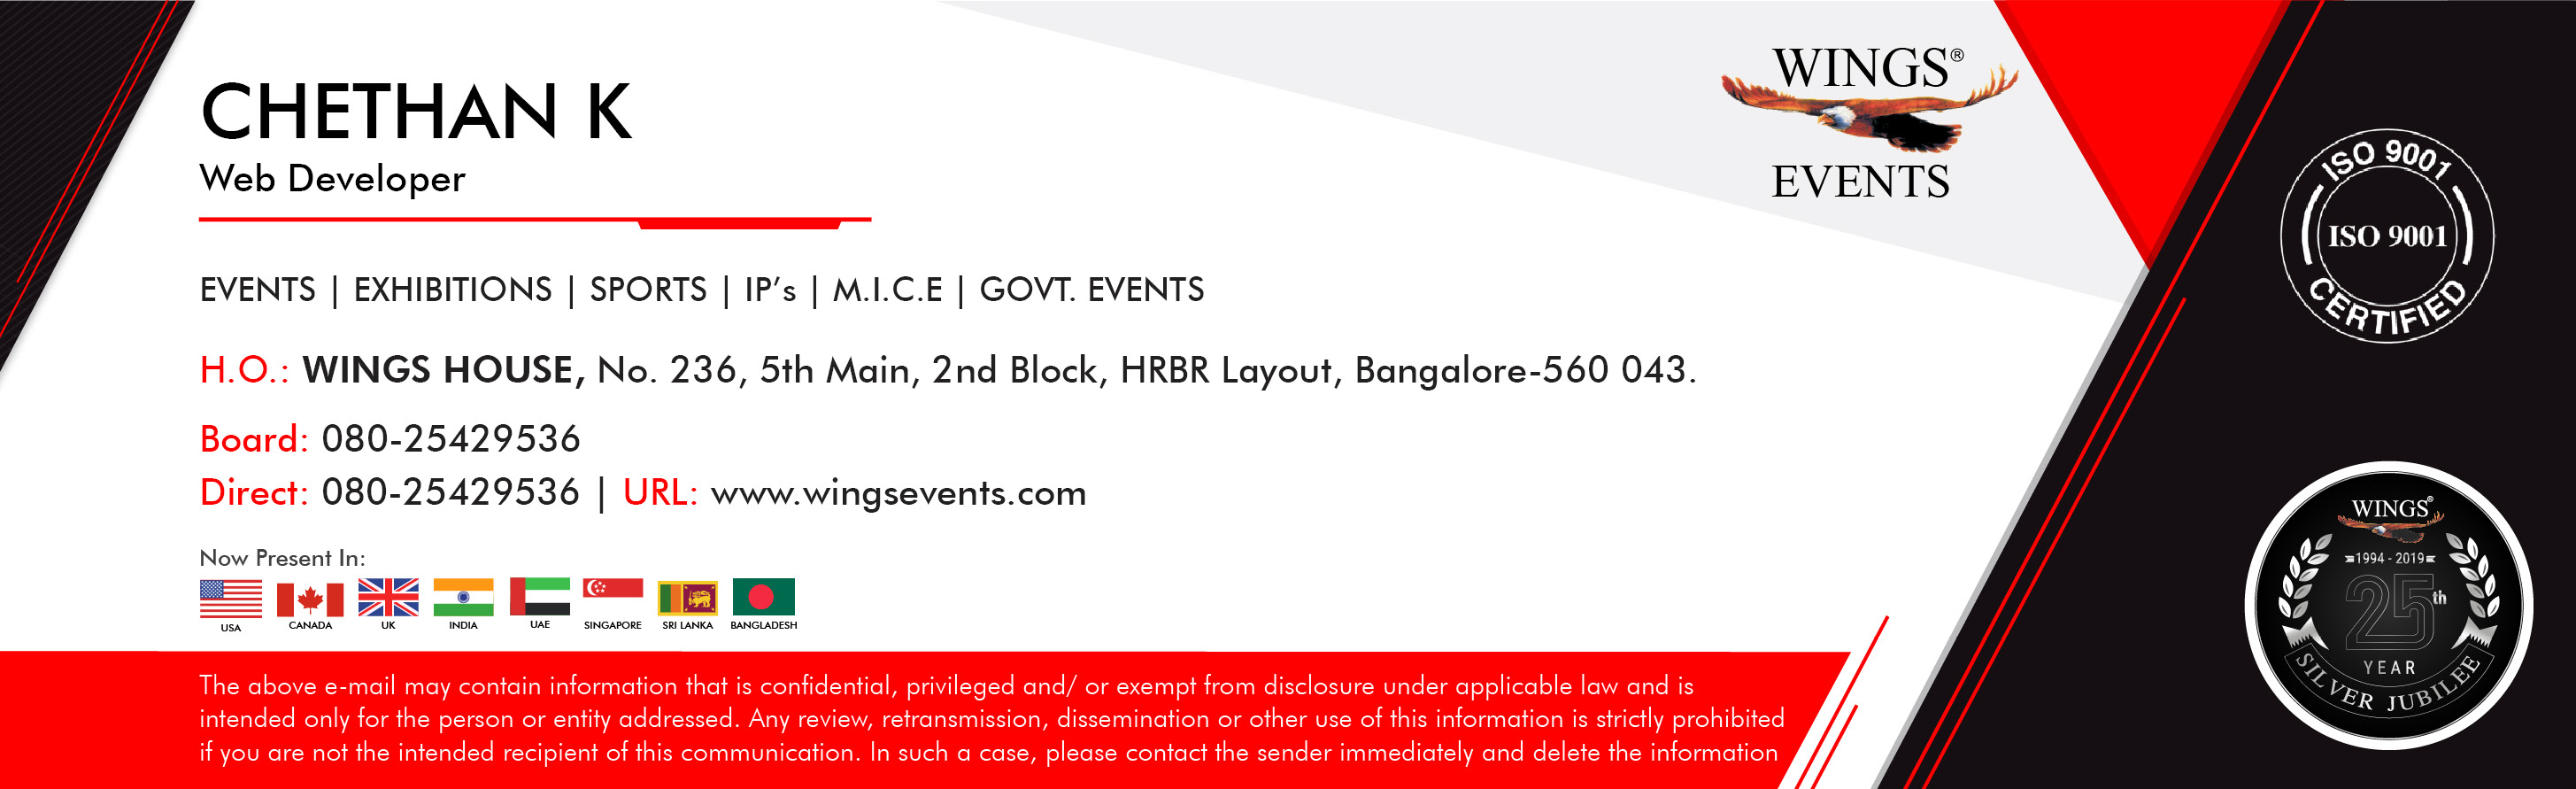 CHETHAN K
Web Developer
WINGS®
EVENTS
EVENTS | EXHIBITIONS | SPORTS | IP’s | M.I.C.E | GOVT. EVENTS
H.O.: WINGS HOUSE, No. 236, 5th Main, 2nd Block, HRBR Layout, Bangalore-560 043.
Board: 080-25429536
Direct: 080-25429536 | URL: www.wingsevents.com
Now Present In:
USA CANADA UK INDIA UAE SINGAPORE SRI LANKA BANGLADESH
The above e-mail may contain information that is confidential, privileged and/ or exempt from disclosure under applicable law and is
intended only for the person or entity addressed. Any review, retransmission, dissemination or other use of this information is strictly prohibited
if you are not the intended recipient of this communication. In such a case, please contact the sender immediately and delete the information
ISO 9001
ISO 9001
CERTIFIED
WINGS®
1994 - 2019
25th
YEAR
SILVER JUBILEE